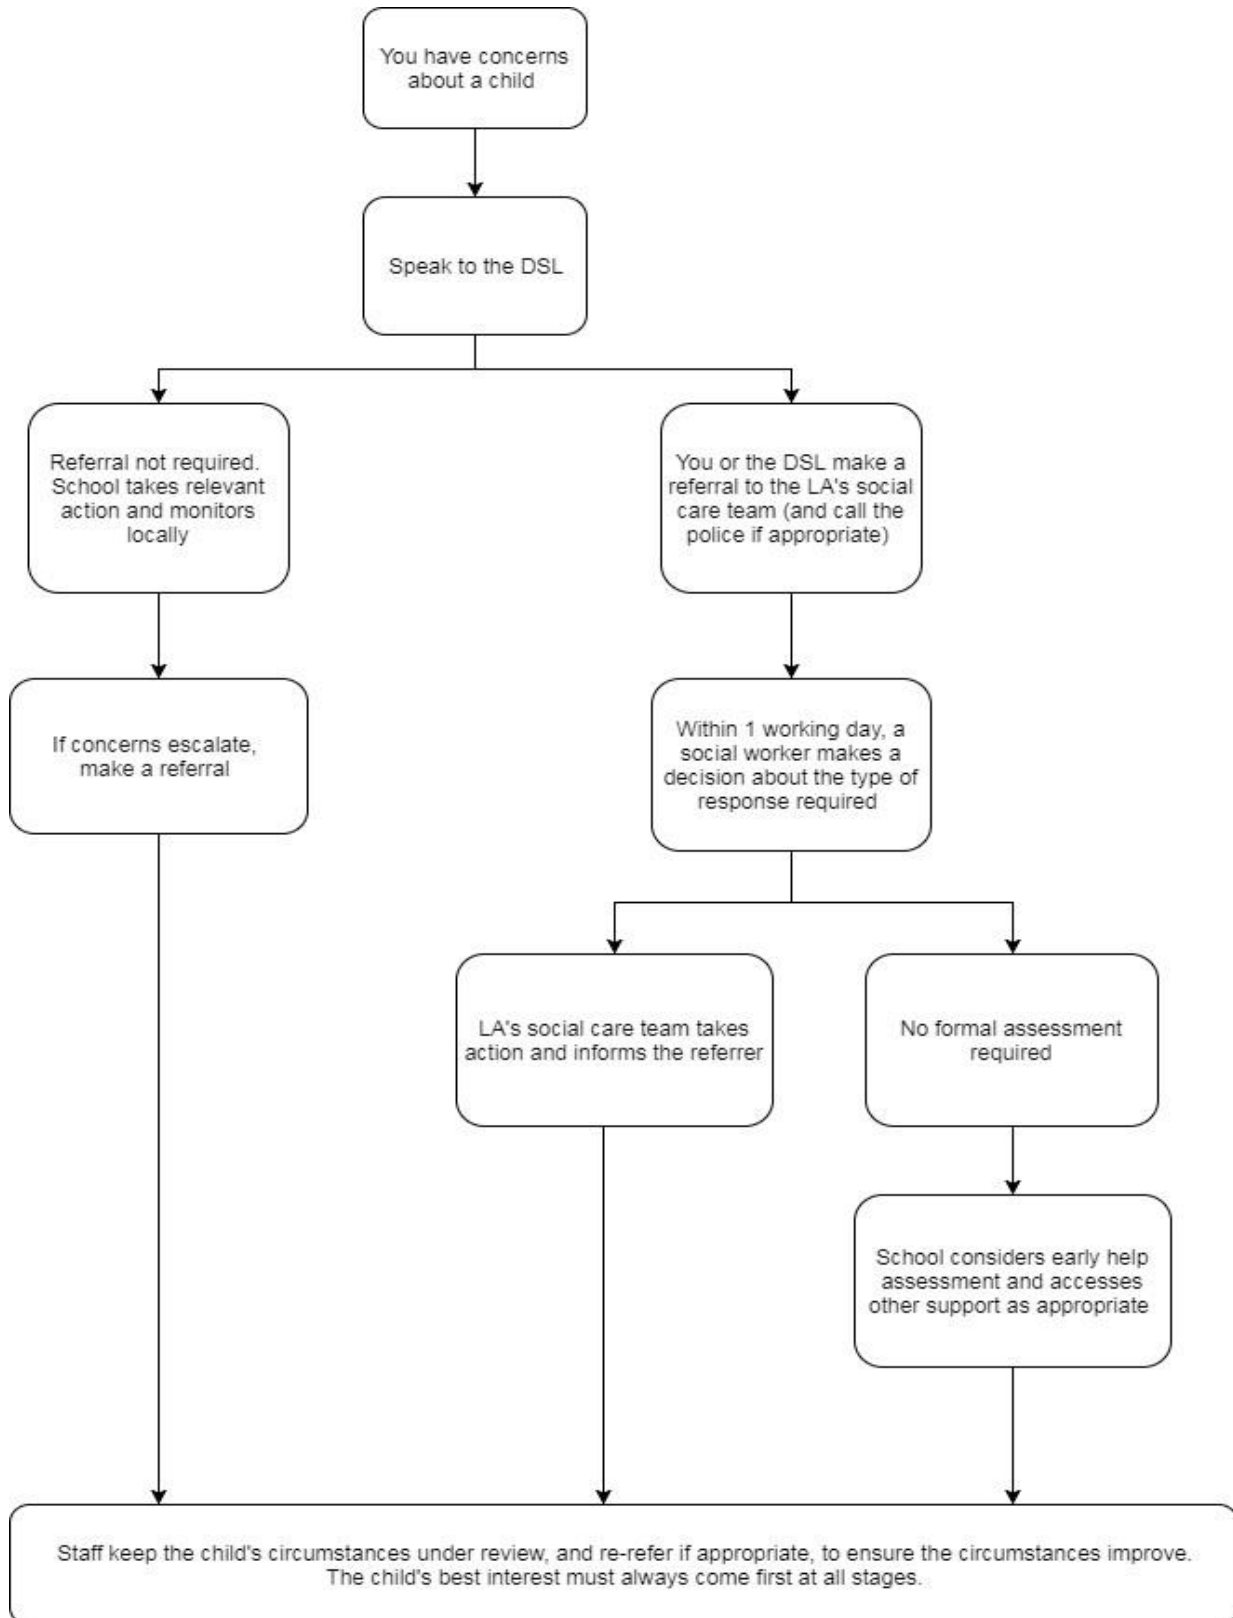 You have concerns
about a child
Speak to the DSL
Referral not required.
School takes relevant
action and monitors
locally
You or the DSL make a
referral to the LA's social
care team (and call the
police if appropriate)
If concerns escalate,
make a referral
Within 1 working day, a
social worker makes a
decision about the type of
response required
LA's social care team takes
action and informs the referrer
No formal assessment
required
School considers early help
assessment and accesses
other support as appropriate
Staff keep the child's circumstances under review, and re-refer if appropriate, to ensure the circumstances improve.
The child's best interest must always come first at all stages.